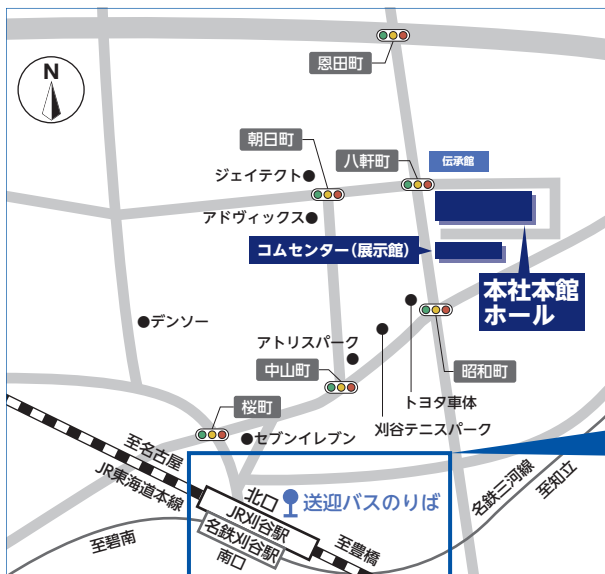 恩田町
N
朝日町
八軒町
伝承館
ジェイテクト
アドヴィックス
コムセンター(展示館)
本社本館
ホール
デンソー
アトリスパーク
中山町
昭和町
トヨタ車体
桜町
刈谷テニスパーク
セブンイレブン
至名古屋
JR東海道本線
北口
送迎バスのりば
JR刈谷駅
名鉄刈谷駅
南口
至碧南
至豊橋
名鉄三河線
至知立